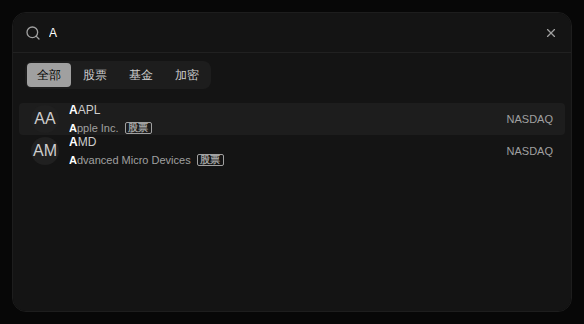 A
全部 股票 基金 加密
AA AAPL NASDAQ
Apple Inc. 股票
AM AMD NASDAQ
Advanced Micro Devices 股票